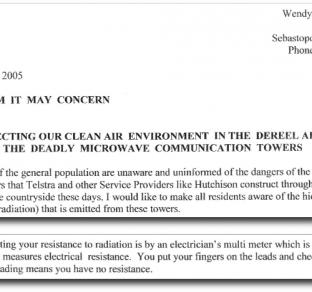 Wendy
Sebastopo
Phone
2005
M IT MAY CONCERN
ECTING OUR CLEAN AIR ENVIRONMENT IN THE DEREEL AR
THE DEADLY MICROWAVE COMMUNICATION TOWERS
of the general population are unaware and uninformed of the dangers of the
rs that Telstra and other Service Providers like Hutchison construct through
e countryside these days. I would like to make all residents aware of the hic
radiation) that is emitted from these towers.
ting your resistance to radiation is by an electrician's multi meter which is
measures electrical resistance. You put your fingers on the leads and che
ading means you have no resistance.